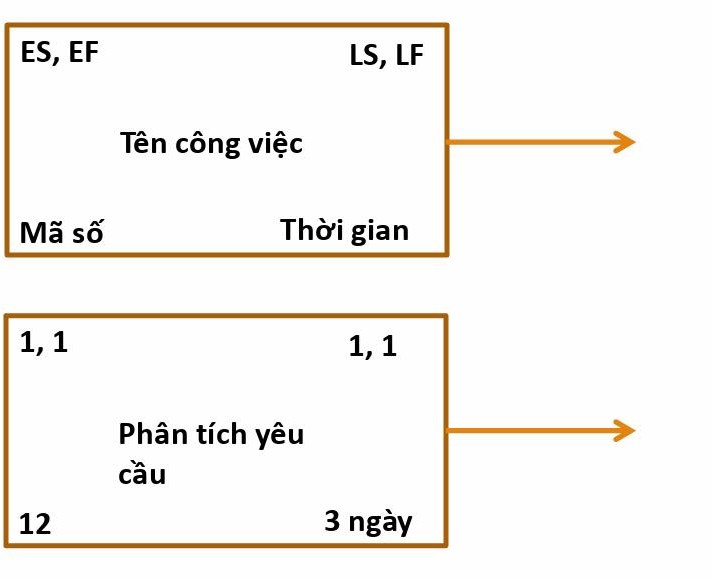 ES, EF
LS, LF
Tên công việc
Mã số
Thời gian
1, 1
1, 1
Phân tích yêu
cầu
12
3 ngày